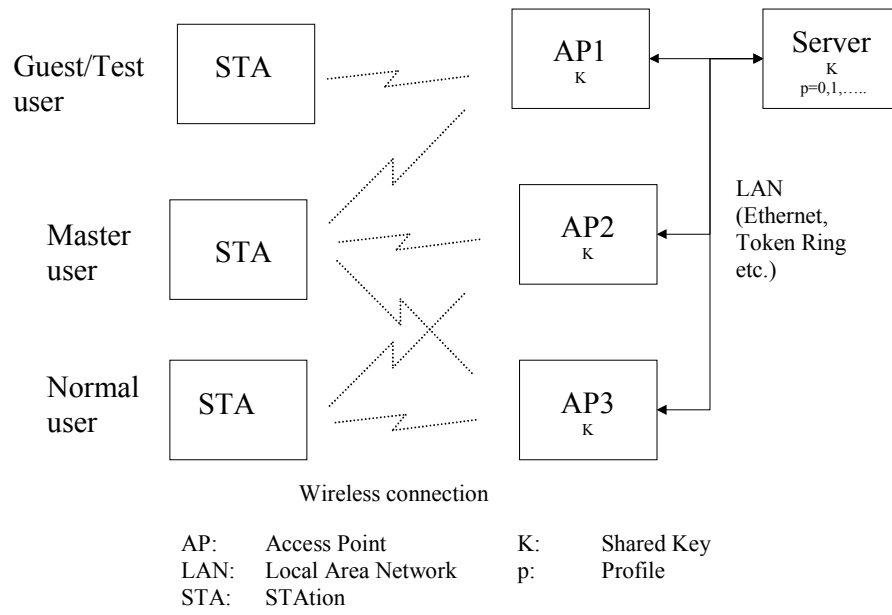 Guest/Test
user
STA
AP1
K
Server
K
p=0,1,…..
Master
user
STA
AP2
K
LAN
(Ethernet,
Token Ring
etc.)
Normal
user
STA
AP3
K
Wireless connection
AP: Access Point K: Shared Key
LAN: Local Area Network p: Profile
STA: STAtion